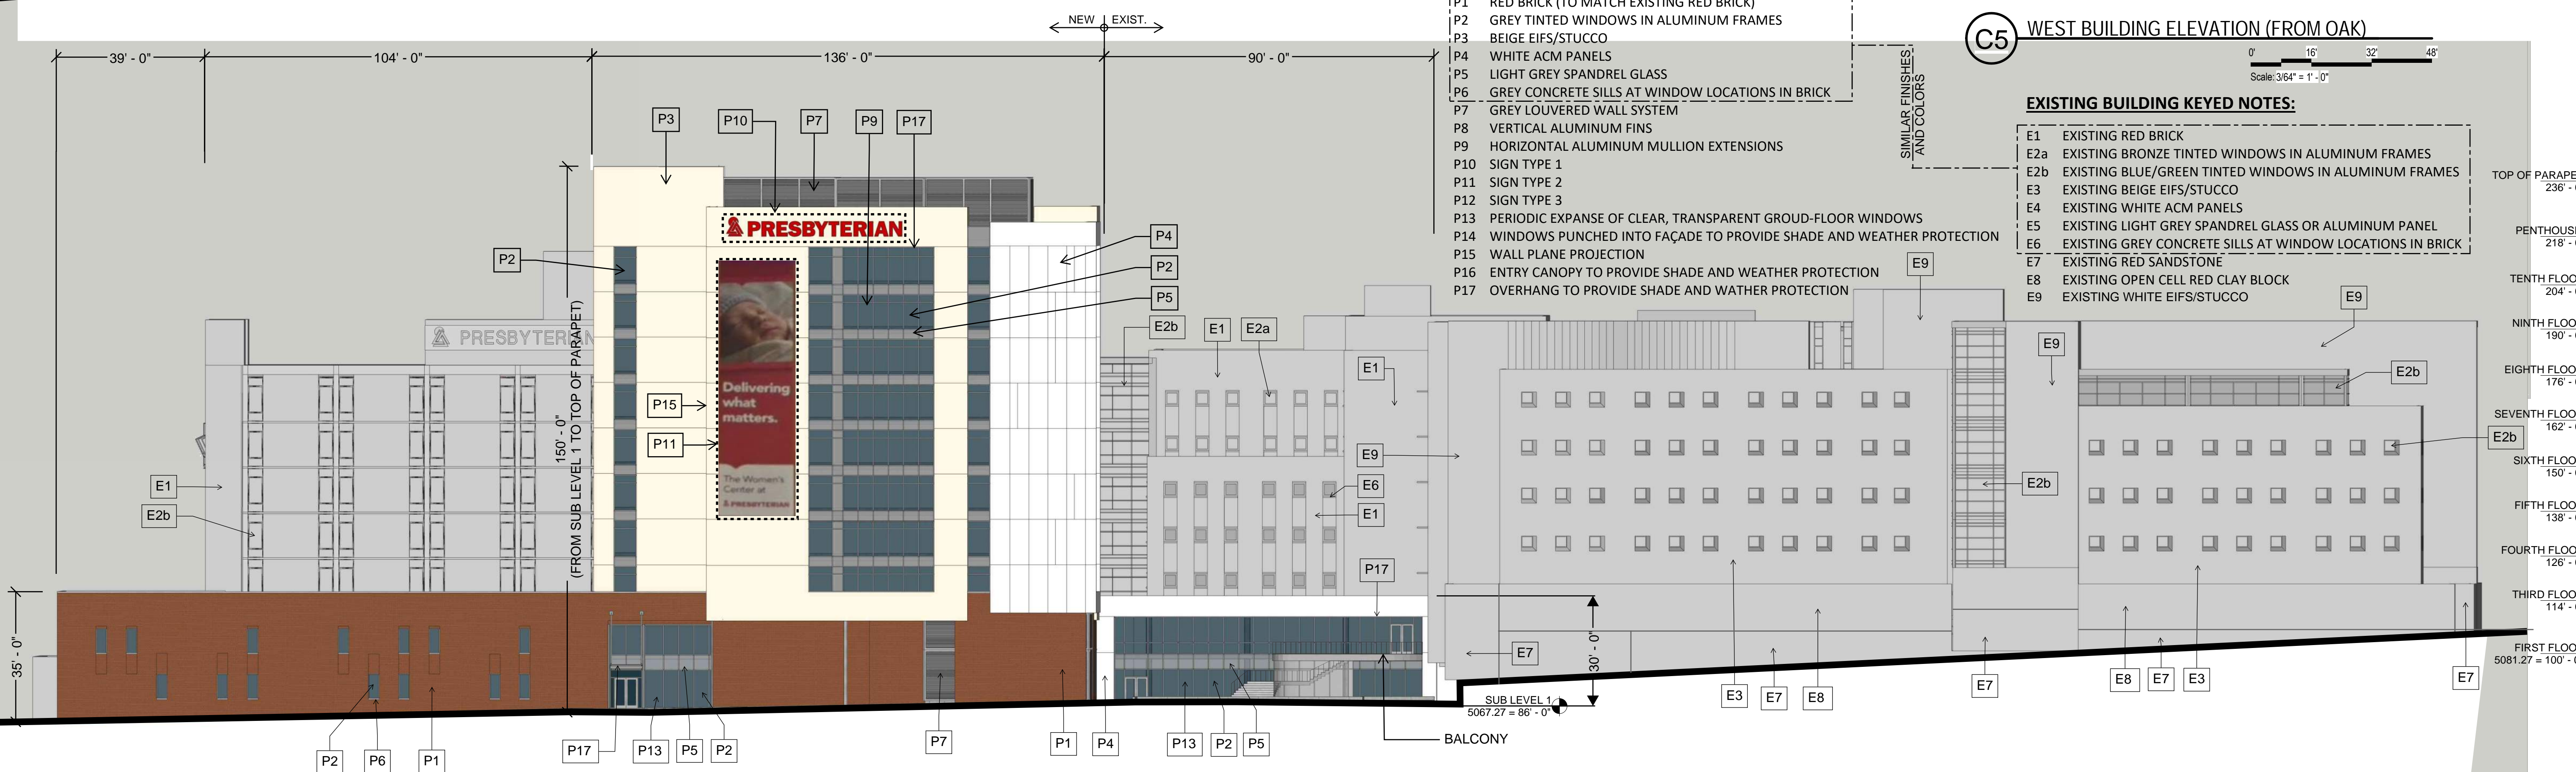 P1 RED BRICK (TO MATCH EXISTING RED BRICK)
P2 GREY TINTED WINDOWS IN ALUMINUM FRAMES
P3 BEIGE EIFS/STUCCO
P4 WHITE ACM PANELS
P5 LIGHT GREY SPANDREL GLASS
P6 GREY CONCRETE SILLS AT WINDOW LOCATIONS IN BRICK
P7 GREY LOUVERED WALL SYSTEM
P8 VERTICAL ALUMINUM FINS
P9 HORIZONTAL ALUMINUM MULLION EXTENSIONS
P10 SIGN TYPE 1
P11 SIGN TYPE 2
P12 SIGN TYPE 3
P13 PERIODIC EXPANSE OF CLEAR, TRANSPARENT GROUD-FLOOR WINDOWS
P14 WINDOWS PUNCHED INTO FAÇADE TO PROVIDE SHADE AND WEATHER PROTECTION
P15 WALL PLANE PROJECTION
P16 ENTRY CANOPY TO PROVIDE SHADE AND WEATHER PROTECTION
P17 OVERHANG TO PROVIDE SHADE AND WATHER PROTECTION
SIMILAR FINISHES
AND COLORS
C5 WEST BUILDING ELEVATION (FROM OAK)
0' 16' 32' 48'
Scale: 3/64" = 1' - 0"
EXISTING BUILDING KEYED NOTES:
E1 EXISTING RED BRICK
E2a EXISTING BRONZE TINTED WINDOWS IN ALUMINUM FRAMES
E2b EXISTING BLUE/GREEN TINTED WINDOWS IN ALUMINUM FRAMES
E3 EXISTING BEIGE EIFS/STUCCO
E4 EXISTING WHITE ACM PANELS
E5 EXISTING LIGHT GREY SPANDREL GLASS OR ALUMINUM PANEL
E6 EXISTING GREY CONCRETE SILLS AT WINDOW LOCATIONS IN BRICK
E7 EXISTING RED SANDSTONE
E8 EXISTING OPEN CELL RED CLAY BLOCK
E9 EXISTING WHITE EIFS/STUCCO
NEW EXIST.
39' - 0" 104' - 0" 136' - 0" 90' - 0"
P3 P10 P7 P9 P17
PRESBYTERIAN
P4
P2
P2
P5
PRESBYTERIAN
150' - 0"
(FROM SUB LEVEL 1 TO TOP OF PARAPET)
Delivering
what
matters.
The Women's
Center at
PRESBYTERIAN
P15
P11
E1
E2b
35' - 0"
E2b E1 E2a
E1
E9
E6
E1
P17
E9
E9
E9
E2b
E2b
E2b
30' - 0"
E7
SUB LEVEL 1
5067.27 = 86' - 0"
BALCONY
P2 P6 P1 P17 P13 P5 P2 P7 P1 P4 P13 P2 P5
E3 E7 E8 E7 E8 E7 E3 E7
TOP OF PARAPE
236' -
PENTHOUS
218' -
TENTH FLOO
204' -
NINTH FLOO
190' -
EIGHTH FLOO
176' -
SEVENTH FLOO
162' -
SIXTH FLOO
150' -
FIFTH FLOO
138' -
FOURTH FLOO
126' -
THIRD FLOO
114' -
FIRST FLOO
5081.27 = 100' -